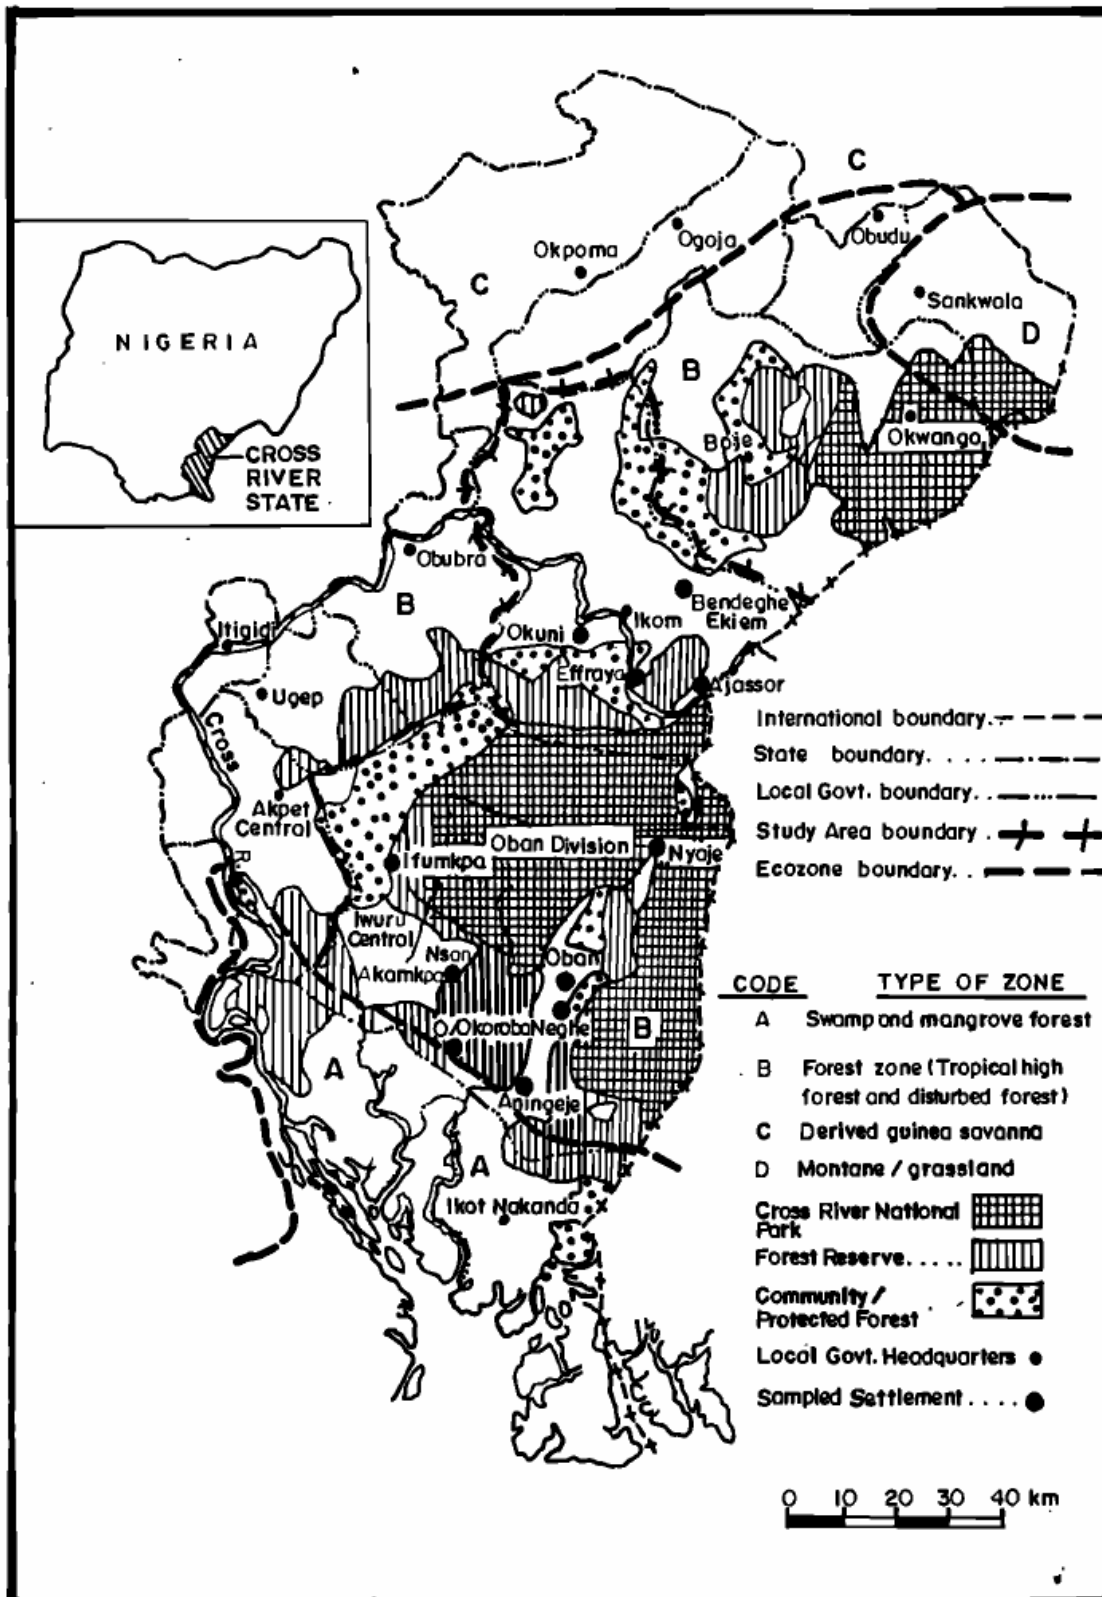 C
Obudu
Ogoja
Okpoma
C
Sankwala
D
NIGERIA
CROSS
RIVER
STATE
B
Boje
Okwango
Obubra
B
Bendeghe
Ekiem
Ikom
Okuni
Itigidi
Effraya
Ajassor
Ugep
Cross
R.
Akpet
Central
Oban Division
Nyaje
Ifumkpa
Iwuru
Central
Nsan
Akamkpa
Oban
O/Okoroba
Neghe
B
A
Aningeje
A
Ikot Nakanda
International boundary
State boundary....
Local Govt. boundary..
Study Area boundary .
Ecozone boundary..
CODE TYPE OF ZONE
A Swamp and mangrove forest
B Forest zone (Tropical high
forest and disturbed forest)
C Derived guinea savanna
D Montane / grassland
Cross River National
Park
Forest Reserve.....
Community/
Protected Forest
Local Govt. Headquarters
Sampled Settlement ....
0 10 20 30 40 km